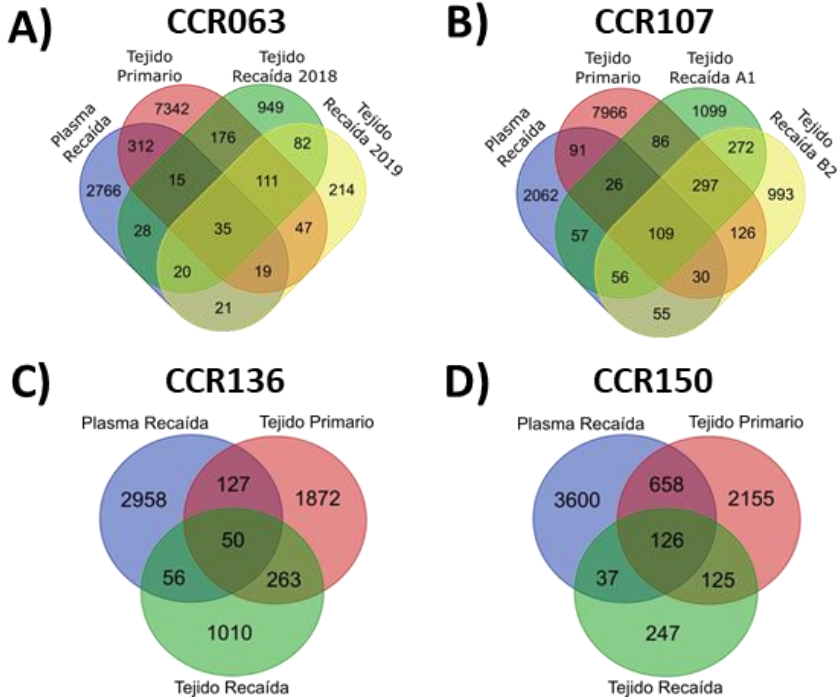 A)
CCR063
Plasma
Recaída
Tejido
Primario
Tejido
Recaída 2018
Tejido
Recaída 2019
7342
949
312
176
82
2766
15
111
214
28
35
47
20
19
21
B)
CCR107
Plasma
Recaída
Tejido
Primario
Tejido
Recaída A1
Tejido
Recaída B2
7966
1099
91
86
272
2062
26
297
993
57
109
126
56
30
55
C)
CCR136
Plasma Recaída
Tejido Primario
127
2958
1872
50
56
263
1010
Tejido Recaída
D)
CCR150
Plasma Recaída
Tejido Primario
658
3600
2155
126
37
125
247
Tejido Recaída